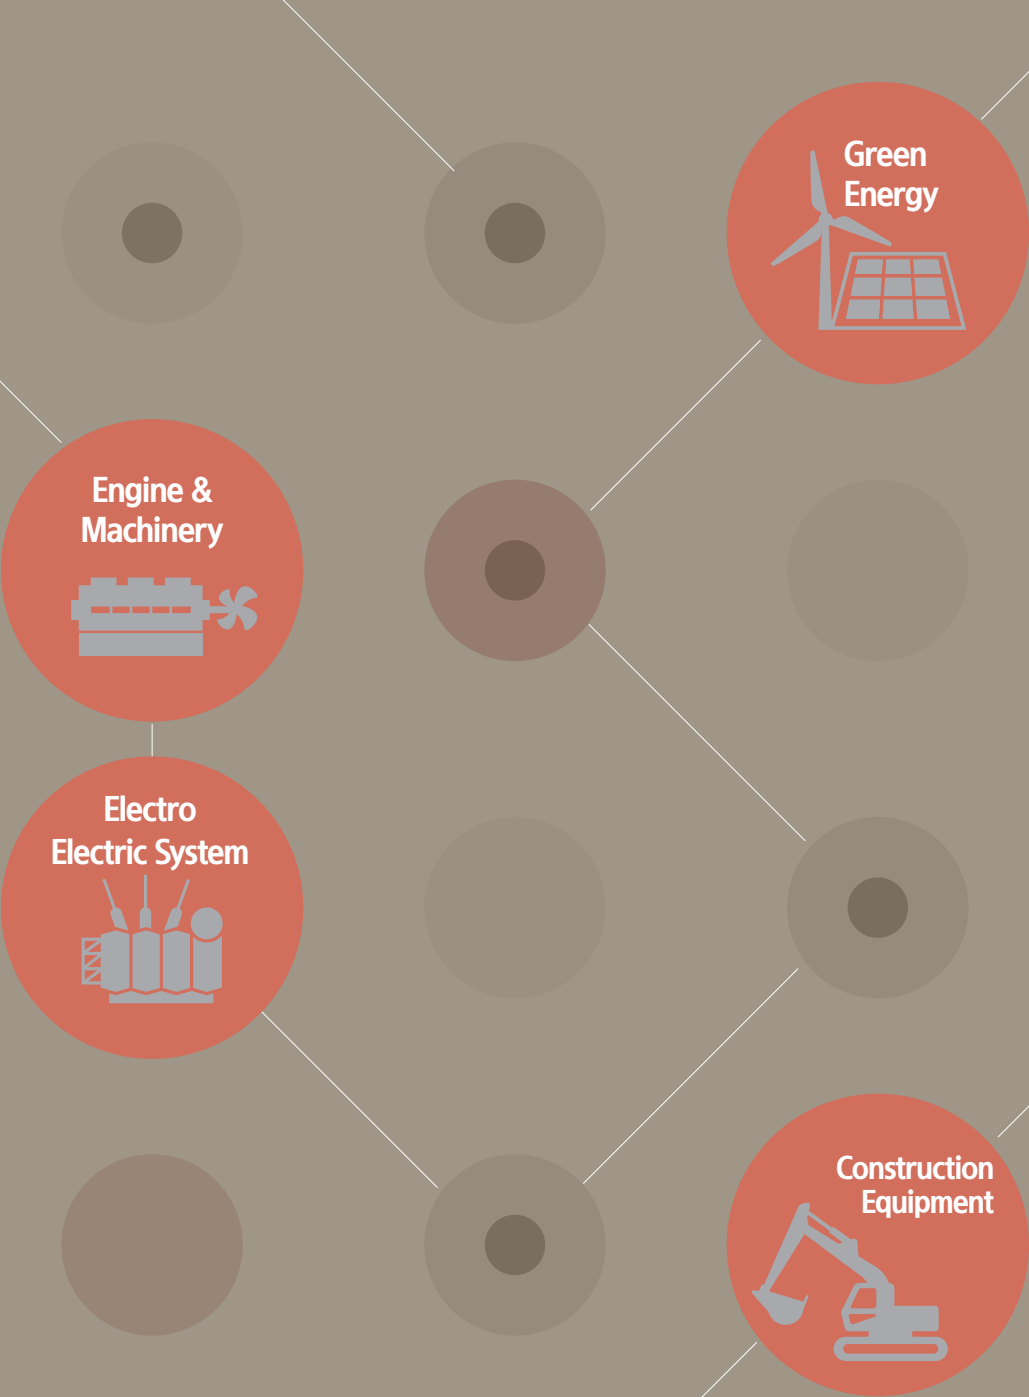 Green
Energy
Engine &
Machinery
Electro
Electric System
Construction
Equipment